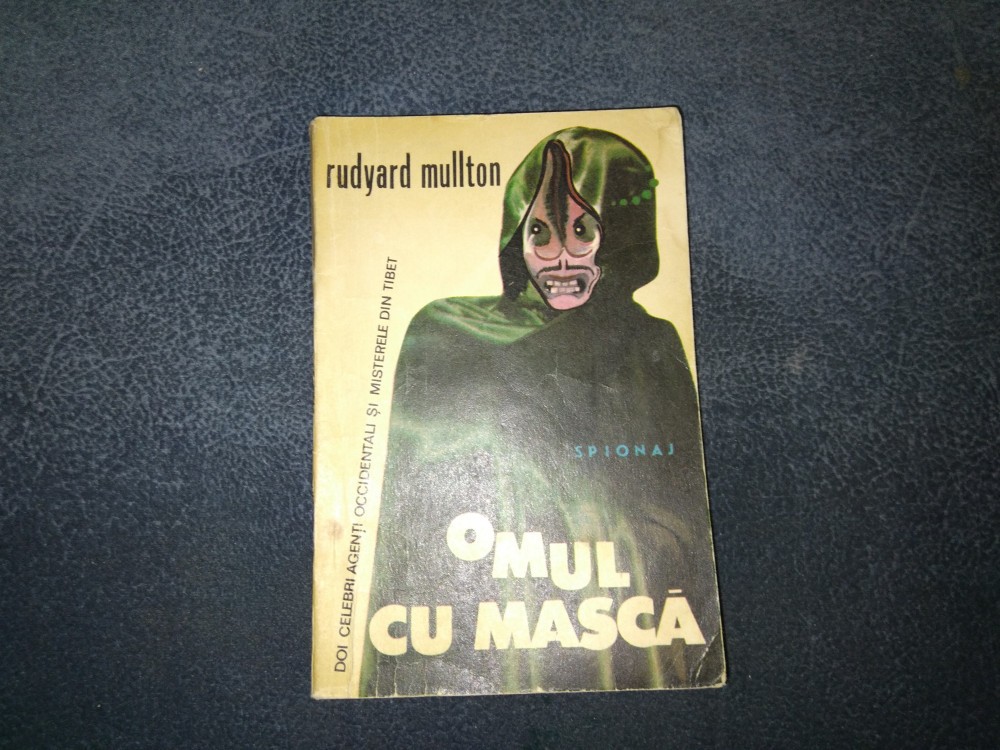 rudyard mullton
DOI CELEBRI AGENȚI OCCIDENTALI ȘI MISTERELE DIN TIBET
SPIONAJ
OMUL
CU MASCĂ